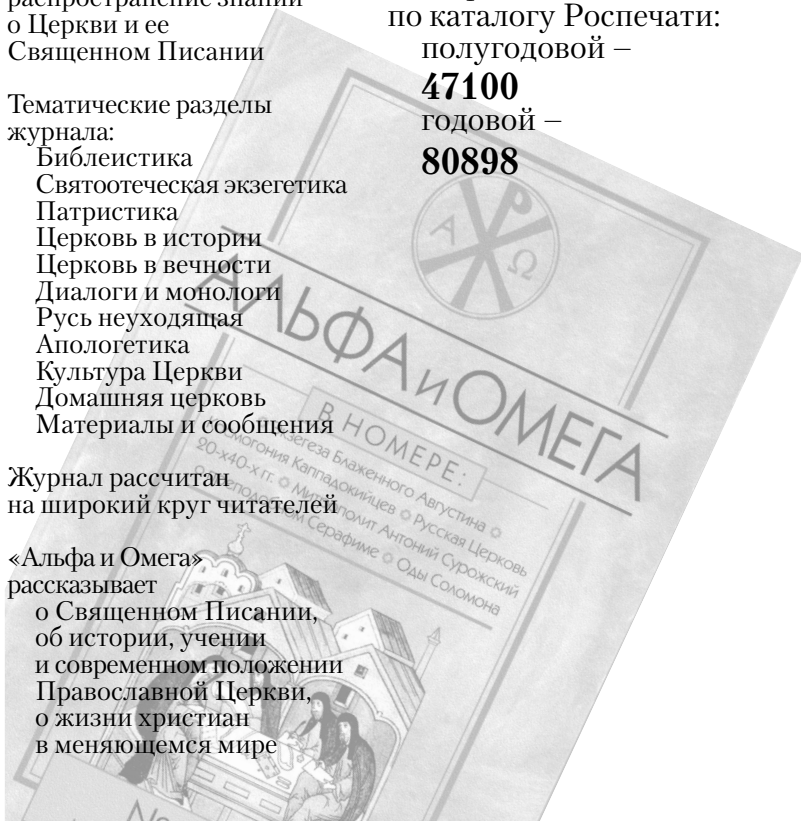 распространение знаний
о Церкви и ее
Священном Писании
Тематические разделы
журнала:
Библеистика
Святоотеческая экзегетика
Патристика
Церковь в истории
Церковь в вечности
Диалоги и монологи
Русь неуходящая
Апологетика
Культура Церкви
Домашняя церковь
Материалы и сообщения
Журнал рассчитан
на широкий круг читателей
«Альфа и Омега»
рассказывает
о Священном Писании,
об истории, учении
и современном положении
Православной Церкви,
о жизни христиан
в меняющемся мире
по каталогу Роспечати:
полугодовой –
47100
годовой –
80898
Α Ω
АЛЬФА и ОМЕГА
В НОМЕРЕ:
Экзегеза Блаженного Августина
Каппадокийцев Русская Церковь
20-х40-х гг. Митрополит Антоний Сурожский
Серафиме Оды Соломона
№